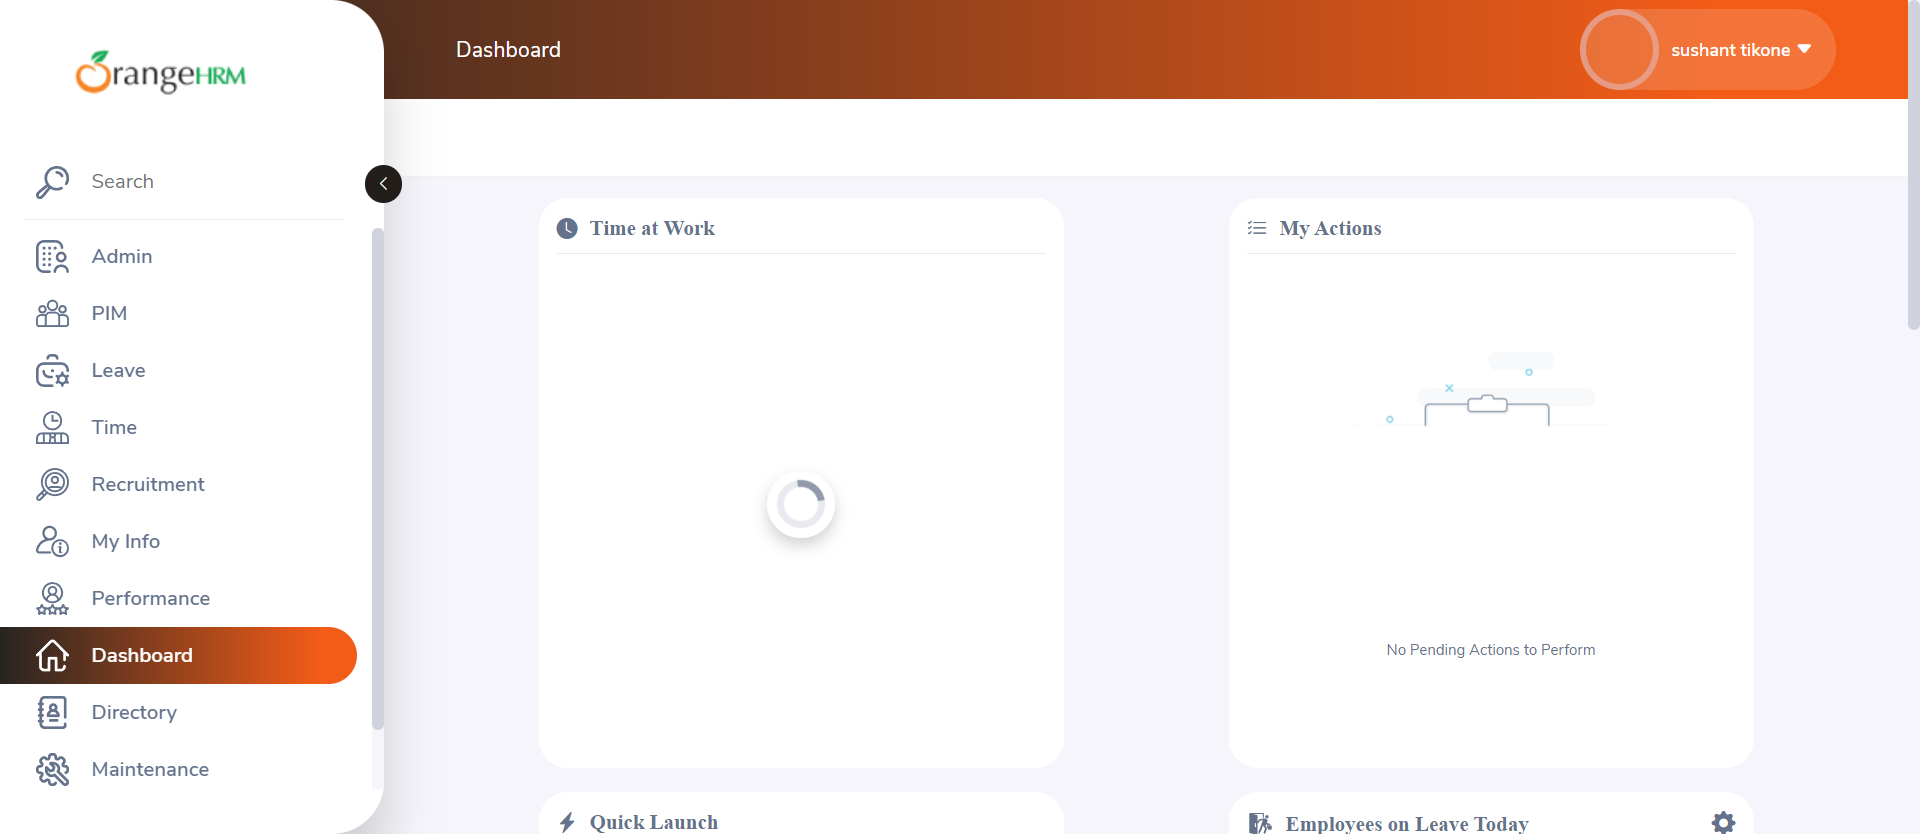 OrangeHRM
Search
Admin
PIM
Leave
Time
Recruitment
My Info
Performance
Dashboard
Directory
Maintenance
Dashboard
sushant tikone
Time at Work
My Actions
No Pending Actions to Perform
Quick Launch
Employees on Leave Today